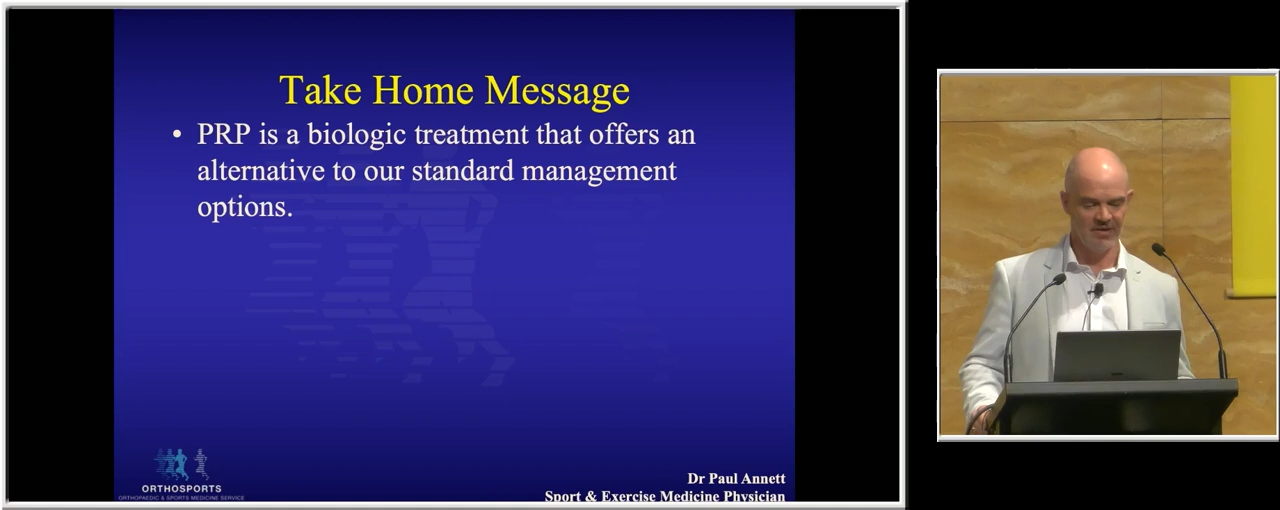 Take Home Message
• PRP is a biologic treatment that offers an
alternative to our standard management
options.
ORTHOSPORTS
ORTHOPAEDIC & SPORTS MEDICINE SERVICE
Dr Paul Annett
Sport & Exercise Medicine Physician